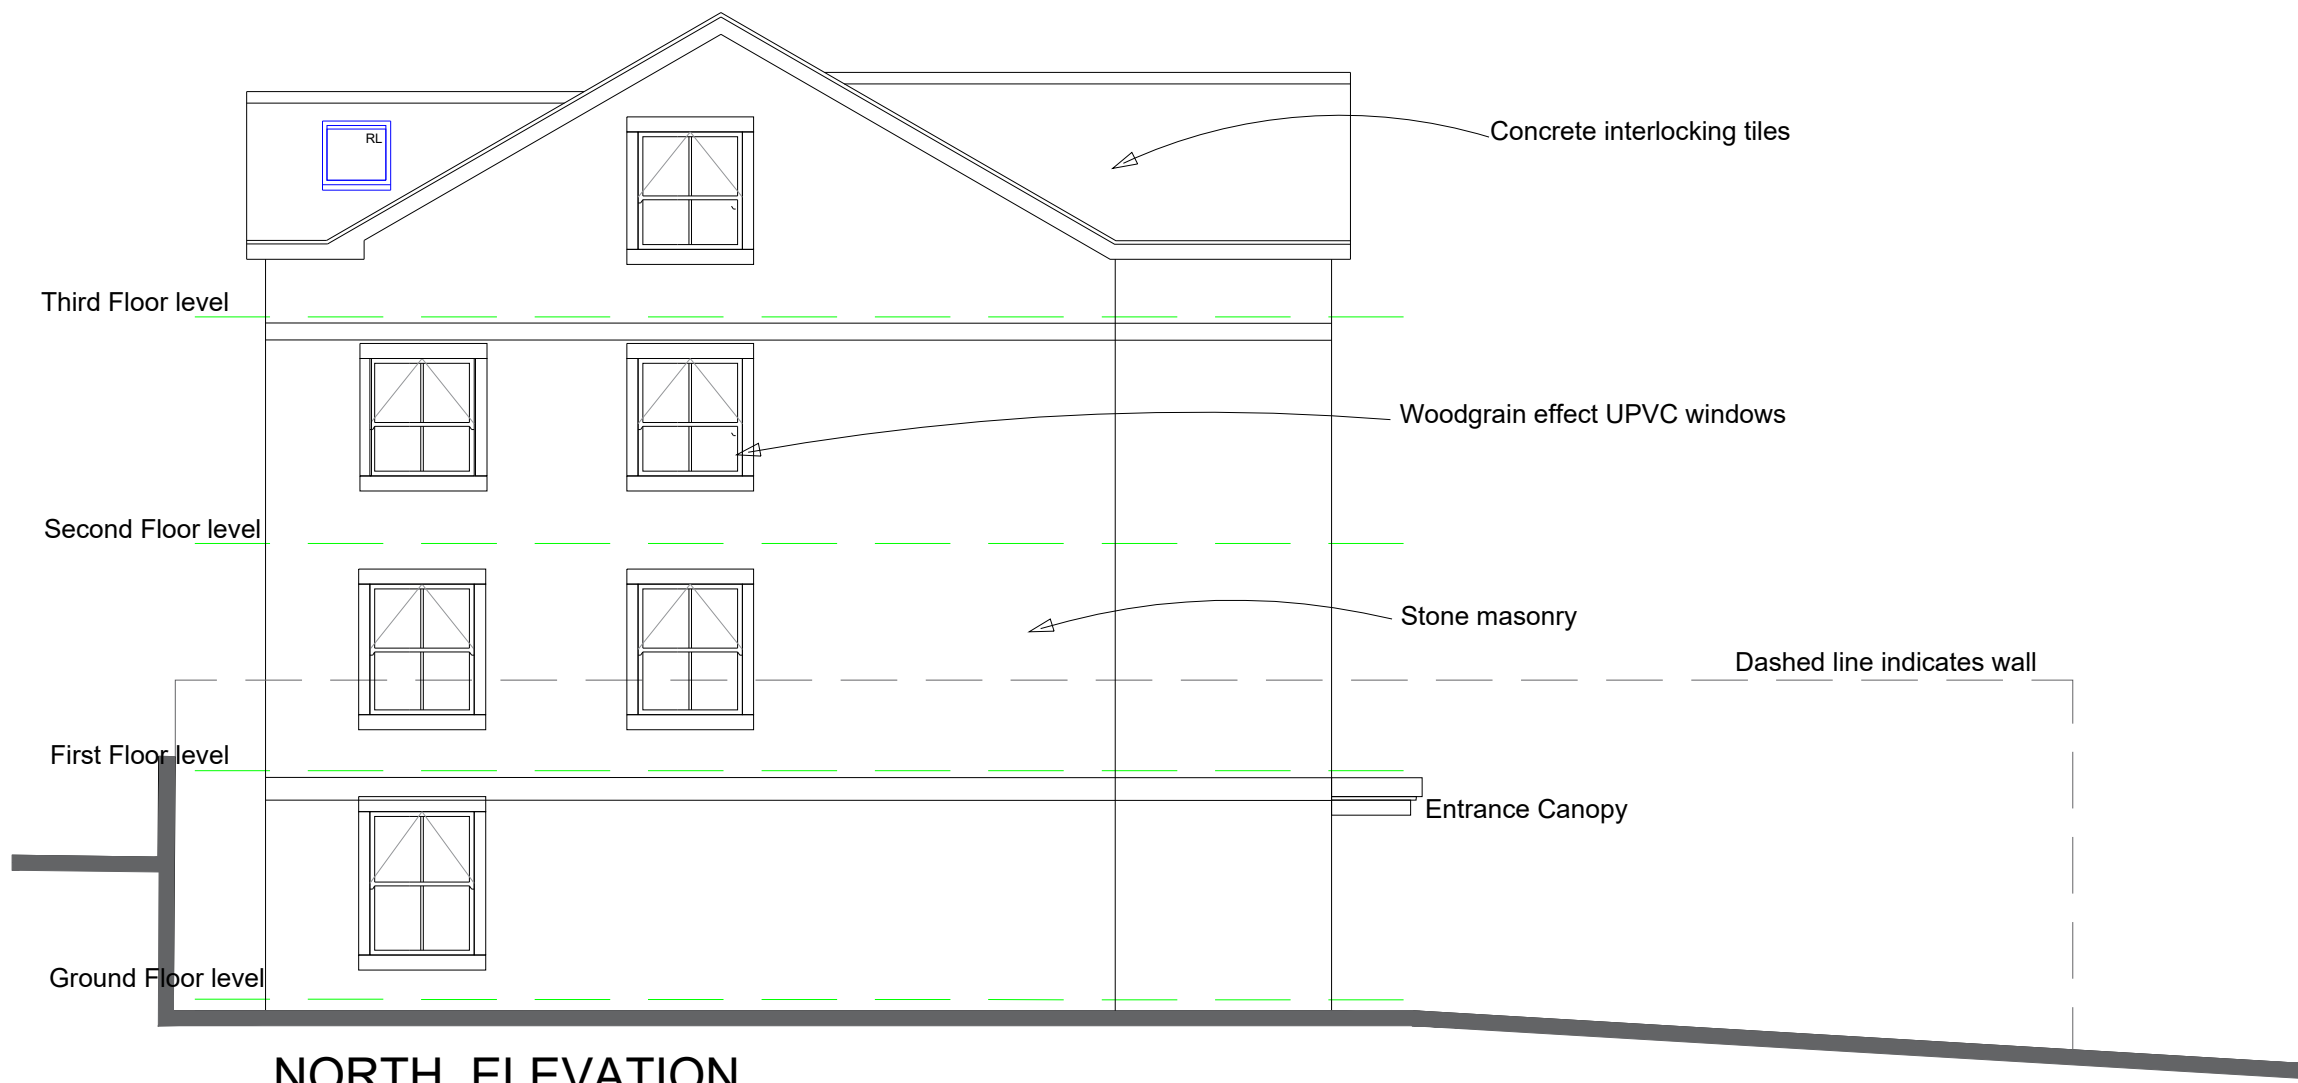 RL
Concrete interlocking tiles
Third Floor level
Woodgrain effect UPVC windows
Second Floor level
Stone masonry
Dashed line indicates wall
First Floor level
Entrance Canopy
Ground Floor level
NORTH ELEVATION